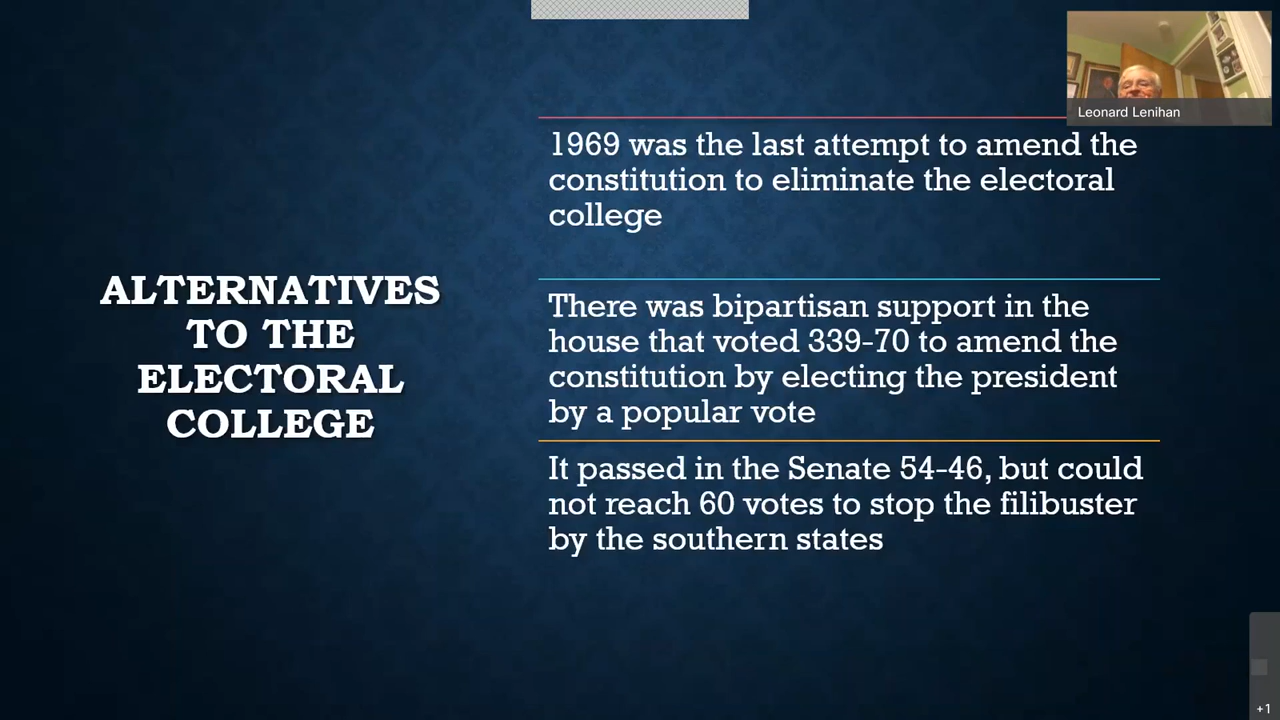 Leonard Lenihan
1969 was the last attempt to amend the
constitution to eliminate the electoral
college
ALTERNATIVES
TO THE
ELECTORAL
COLLEGE
There was bipartisan support in the
house that voted 339-70 to amend the
constitution by electing the president
by a popular vote
It passed in the Senate 54-46, but could
not reach 60 votes to stop the filibuster
by the southern states
+1